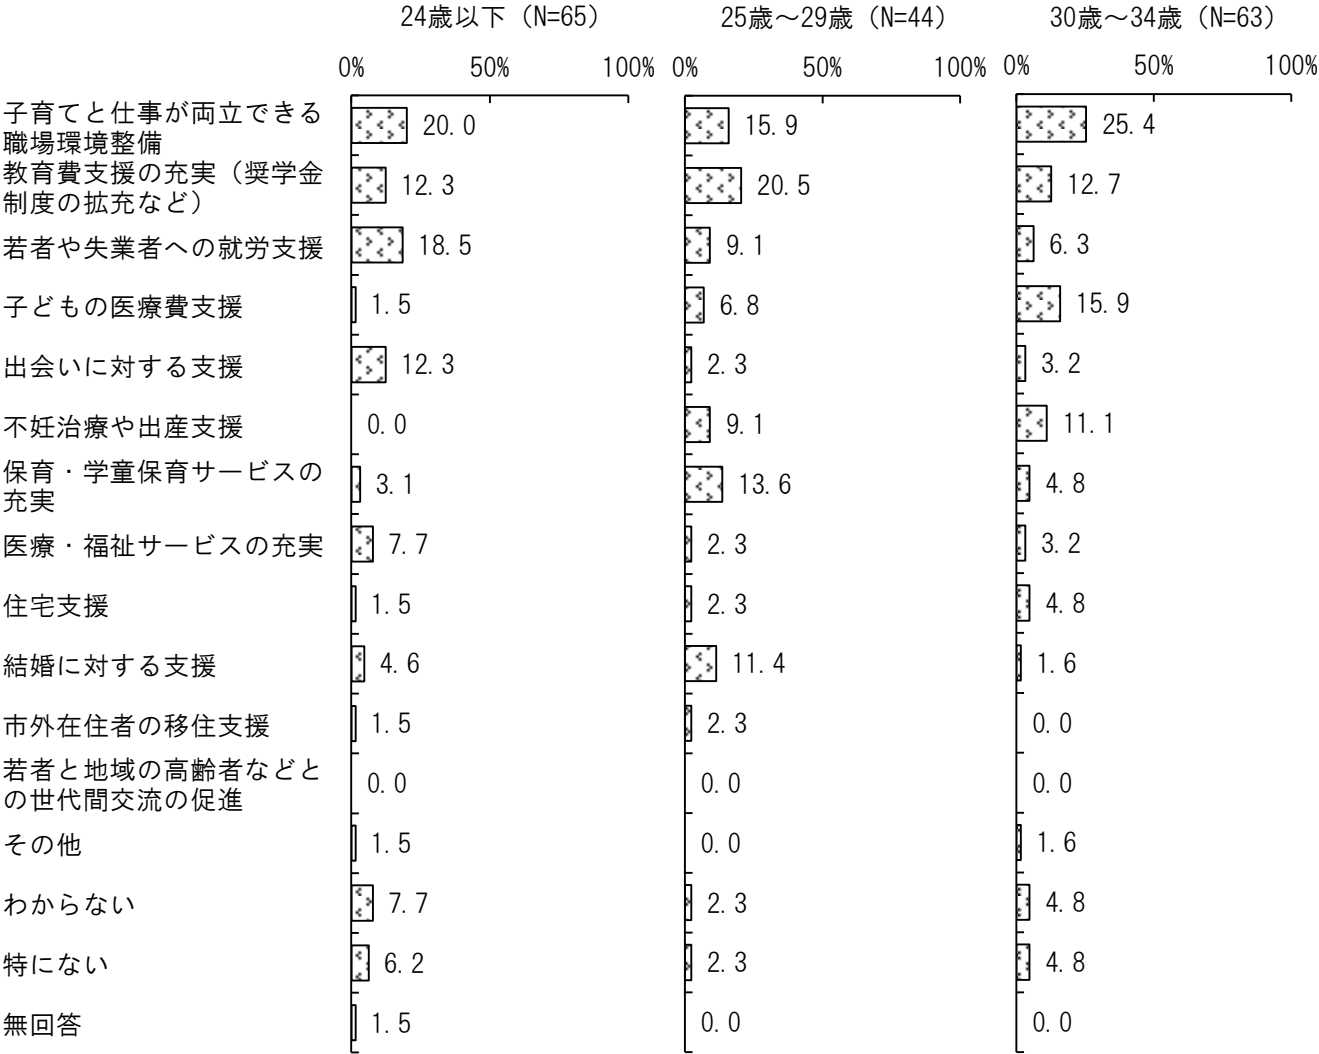 24歳以下（N=65） 25歳～29歳（N=44） 30歳～34歳（N=63）
0% 50% 100% 0% 50% 100% 0% 50% 100%
子育てと仕事が両立できる
職場環境整備
20.0 15.9 25.4
教育費支援の充実（奨学金
制度の拡充など）
12.3 20.5 12.7
若者や失業者への就労支援 18.5 9.1 6.3
子どもの医療費支援 1.5 6.8 15.9
出会いに対する支援 12.3 2.3 3.2
不妊治療や出産支援 0.0 9.1 11.1
保育・学童保育サービスの
充実
3.1 13.6 4.8
医療・福祉サービスの充実 7.7 2.3 3.2
住宅支援 1.5 2.3 4.8
結婚に対する支援 4.6 11.4 1.6
市外在住者の移住支援 1.5 2.3 0.0
若者と地域の高齢者などと
の世代間交流の促進
0.0 0.0 0.0
その他 1.5 0.0 1.6
わからない 7.7 2.3 4.8
特にない 6.2 2.3 4.8
無回答 1.5 0.0 0.0